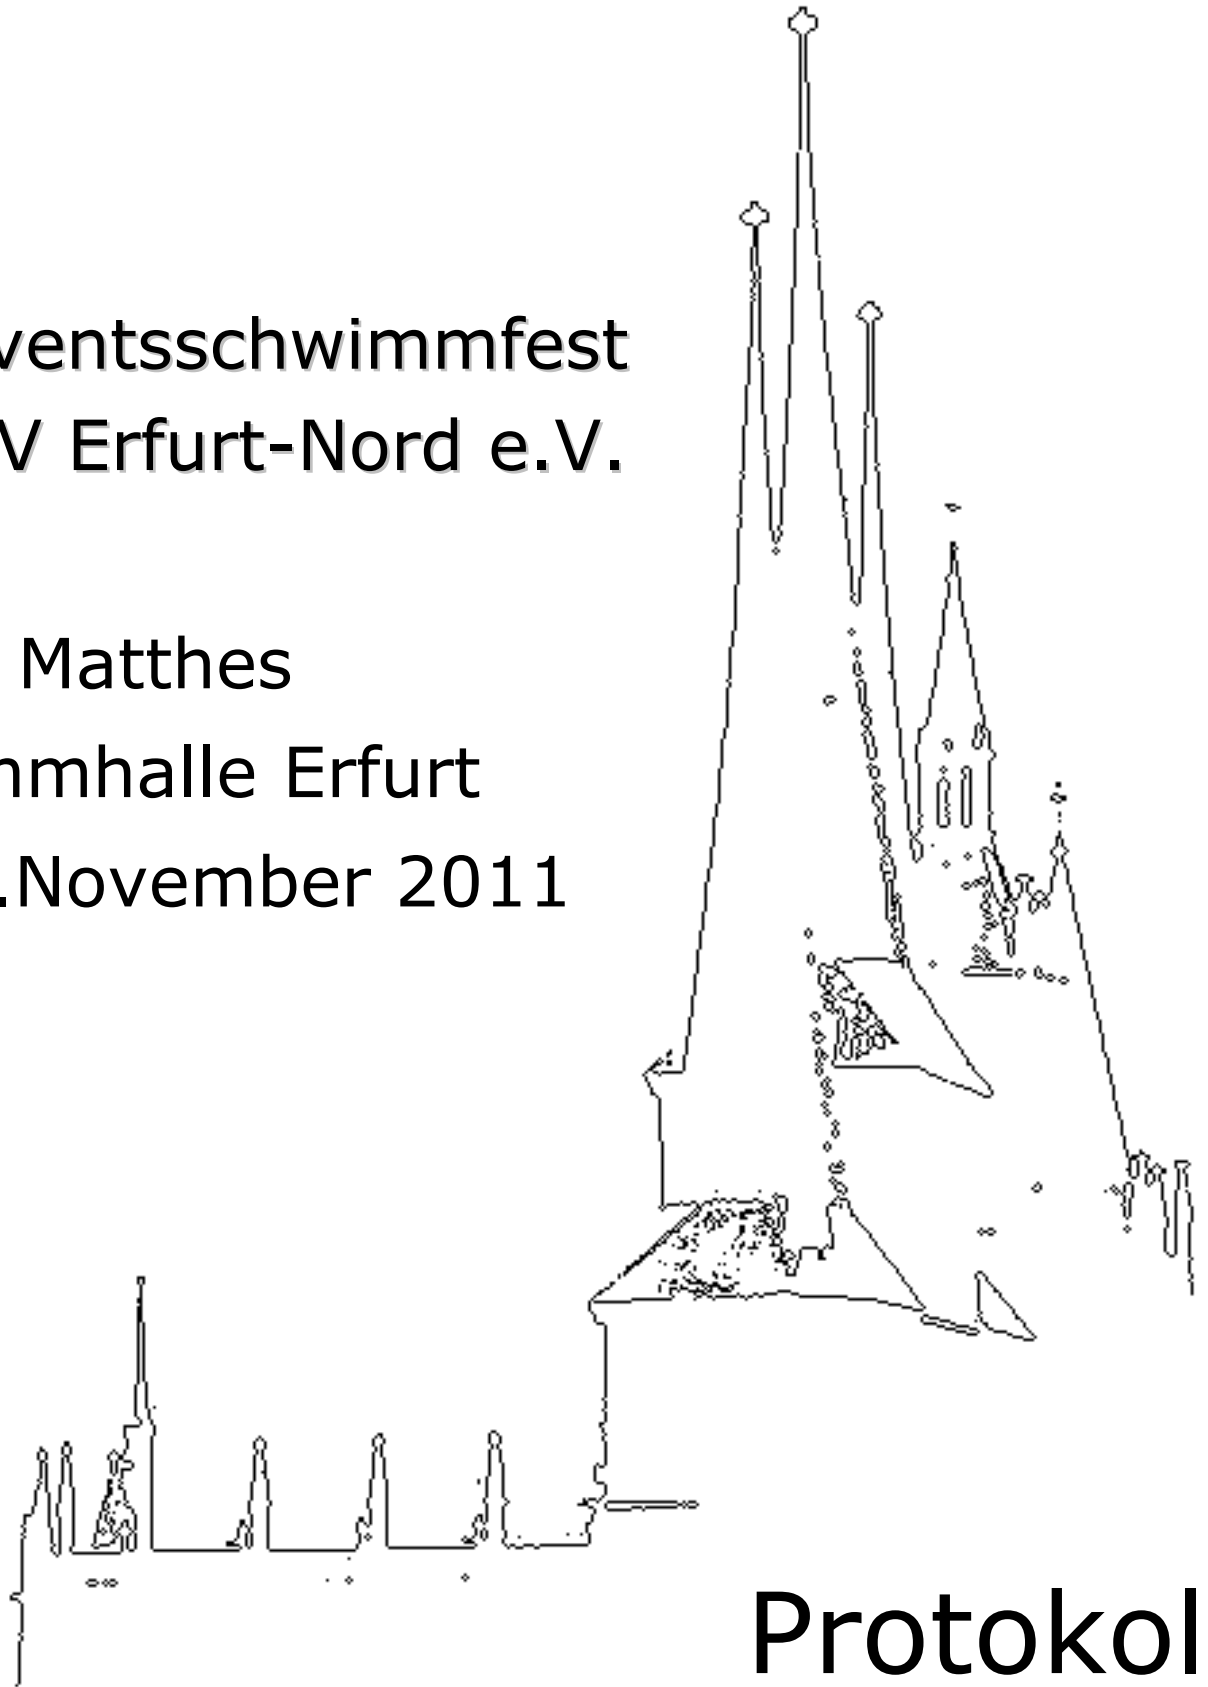 ventsschwimmfest
V Erfurt-Nord e.V.
Matthes
mmhalle Erfurt
.November 2011
Protokol